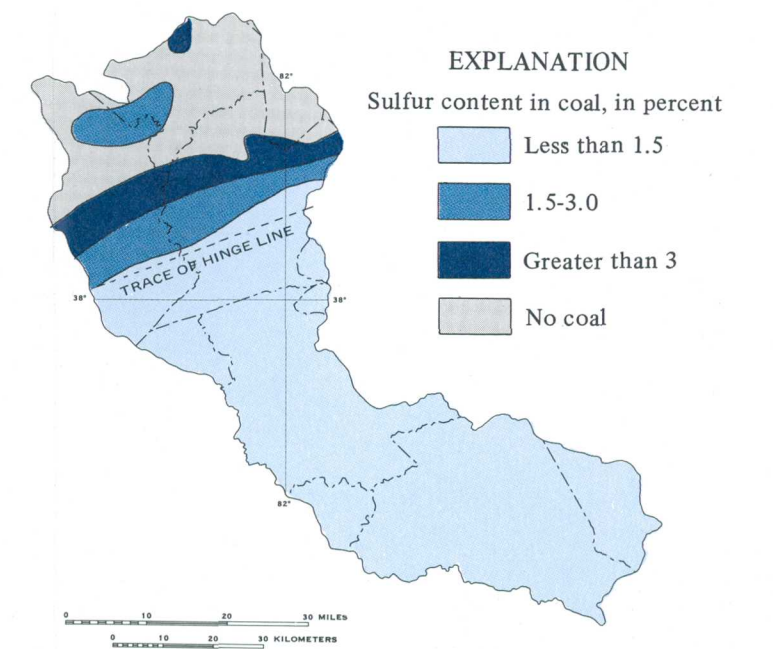 EXPLANATION
Sulfur content in coal, in percent
Less than 1.5
1.5-3.0
Greater than 3
No coal
82°
TRACE OF HINGE LINE
38°
38°
82°
0 10 20 30 MILES
0 10 20 30 KILOMETERS